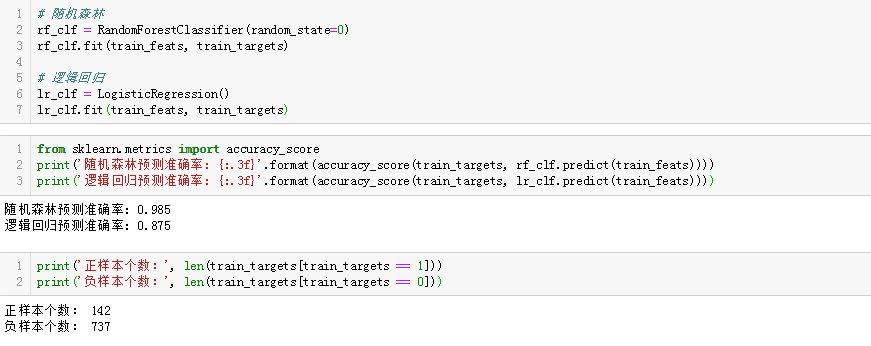 1 # 随机森林
2 rf_clf = RandomForestClassifier(random_state=0)
3 rf_clf.fit(train_feats, train_targets)
4
5 # 逻辑回归
6 lr_clf = LogisticRegression()
7 lr_clf.fit(train_feats, train_targets)
1 from sklearn.metrics import accuracy_score
2 print('随机森林预测准确率: {:.3f}'.format(accuracy_score(train_targets, rf_clf.predict(train_feats))))
3 print('逻辑回归预测准确率: {:.3f}'.format(accuracy_score(train_targets, lr_clf.predict(train_feats))))
随机森林预测准确率: 0.985
逻辑回归预测准确率: 0.875
1 print('正样本个数:', len(train_targets[train_targets == 1]))
2 print('负样本个数:', len(train_targets[train_targets == 0]))
正样本个数: 142
负样本个数: 737